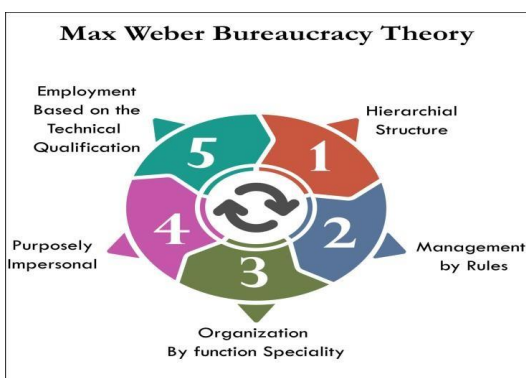 Max Weber Bureaucracy Theory
Employment
Based on the
Technical
Qualification
Hierarchial
Structure
5
1
4
2
3
Purposely
Impersonal
Management
by Rules
Organization
By function Speciality